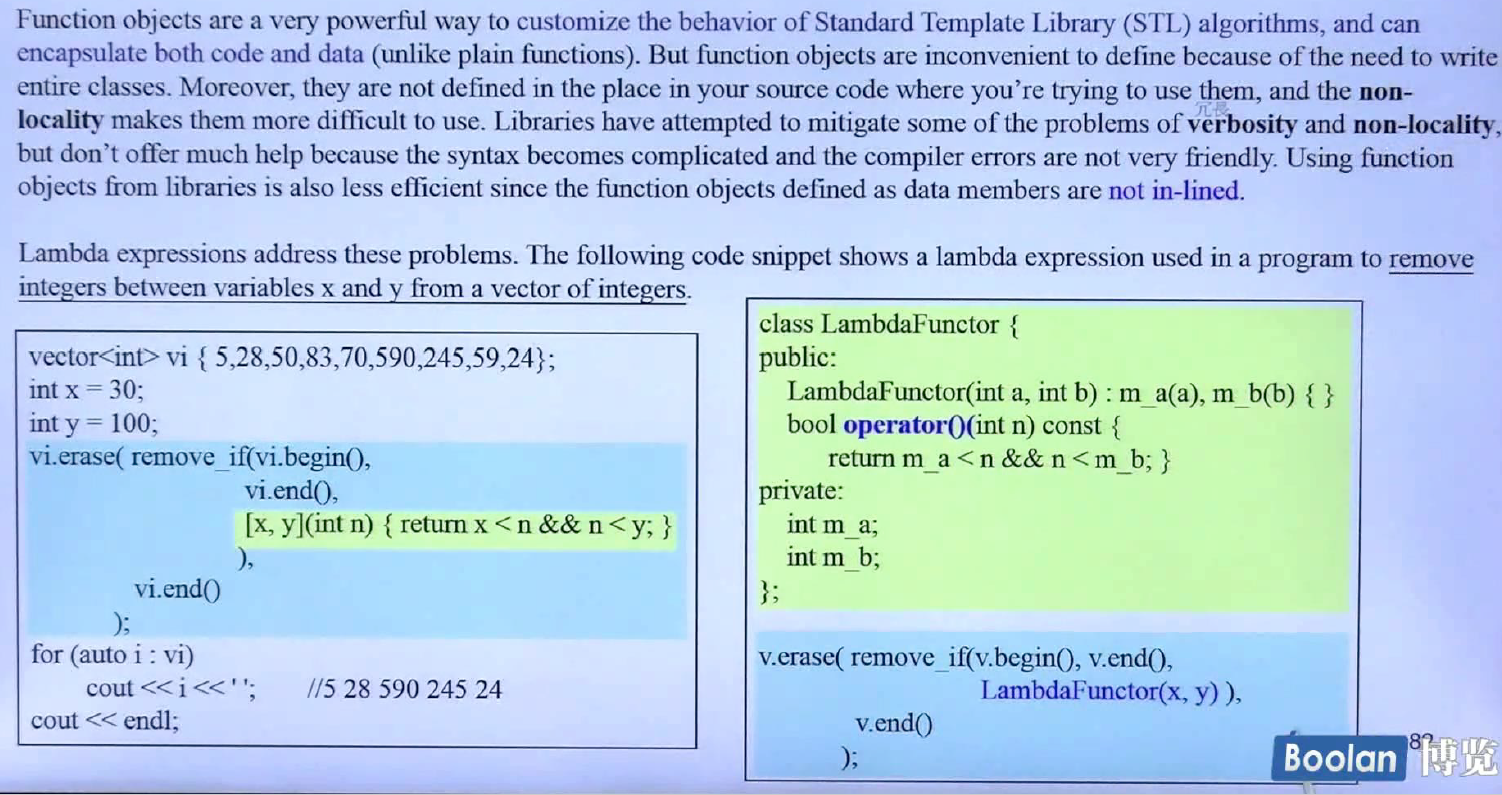 Function objects are a very powerful way to customize the behavior of Standard Template Library (STL) algorithms, and can
encapsulate both code and data (unlike plain functions). But function objects are inconvenient to define because of the need to write
entire classes. Moreover, they are not defined in the place in your source code where you’re trying to use them, and the non-
冗長
locality makes them more difficult to use. Libraries have attempted to mitigate some of the problems of verbosity and non-locality,
but don’t offer much help because the syntax becomes complicated and the compiler errors are not very friendly. Using function
objects from libraries is also less efficient since the function objects defined as data members are not in-lined.
Lambda expressions address these problems. The following code snippet shows a lambda expression used in a program to remove
integers between variables x and y from a vector of integers.
vector<int> vi { 5,28,50,83,70,590,245,59,24};
int x = 30;
int y = 100;
vi.erase( remove_if(vi.begin(),
vi.end(),
[x, y](int n) { return x < n && n < y; }
),
vi.end()
);
for (auto i : vi)
cout << i << ' '; //5 28 590 245 24
cout << endl;
class LambdaFunctor {
public:
LambdaFunctor(int a, int b) : m_a(a), m_b(b) { }
bool operator()(int n) const {
return m_a < n && n < m_b; }
private:
int m_a;
int m_b;
};
v.erase( remove_if(v.begin(), v.end(),
LambdaFunctor(x, y) ),
v.end()
);
Boolan 博览